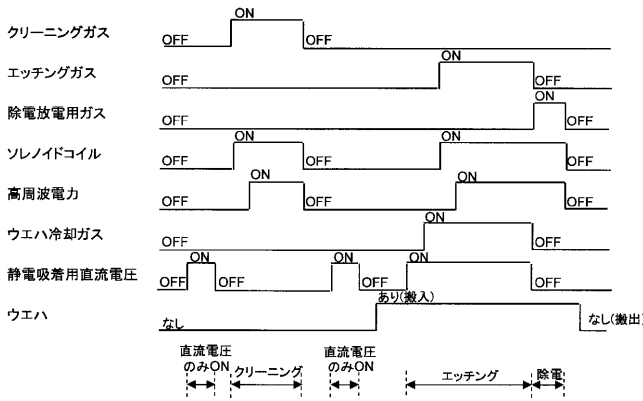 クリーニングガス OFF ON OFF
エッチングガス OFF ON OFF
除電放電用ガス OFF ON OFF
ソレノイドコイル OFF ON OFF ON OFF
高周波電力 OFF ON OFF ON OFF
ウエハ冷却ガス OFF ON OFF
静電吸着用直流電圧 OFF ON OFF ON OFF ON OFF
ウエハ なし あり(搬入) なし(搬出)
直流電圧
のみON
クリーニング
直流電圧
のみON
エッチング
除電